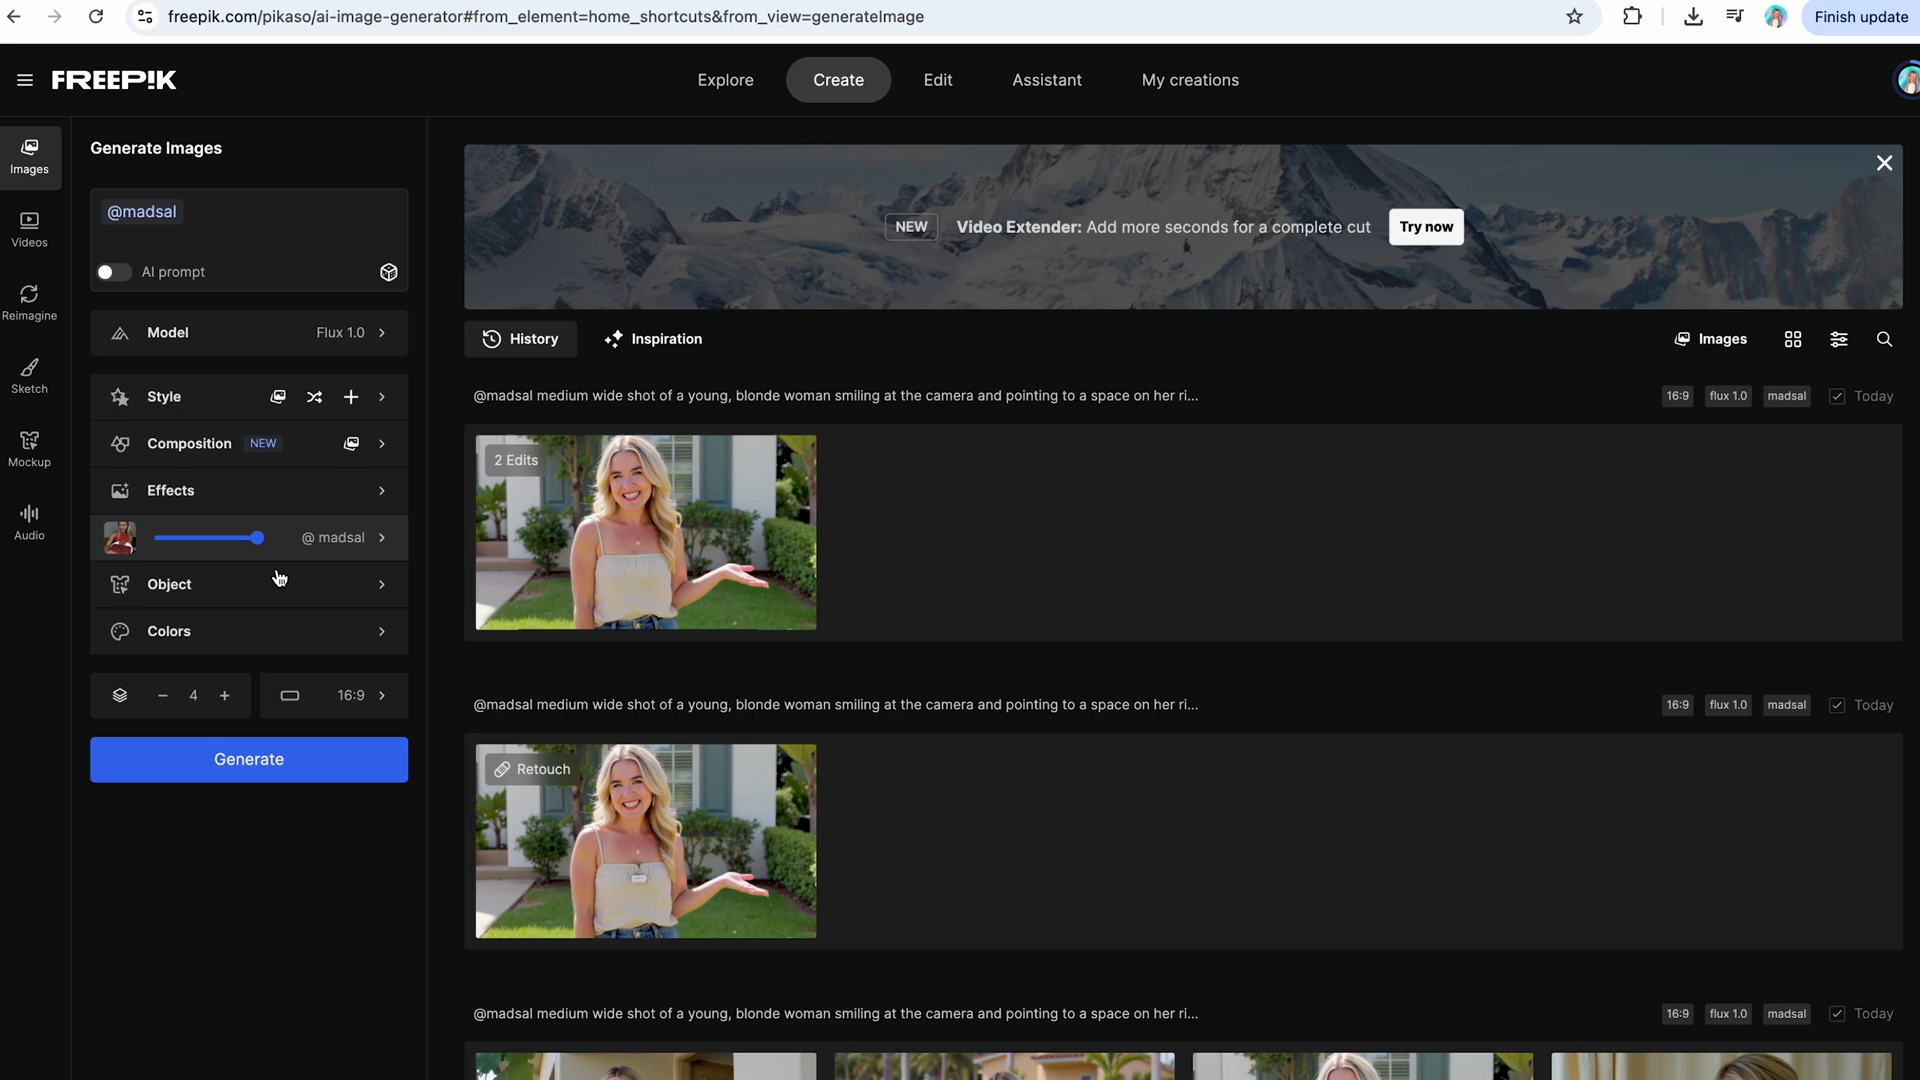 freepik.com/pikaso/ai-image-generator#from_element=home_shortcuts&from_view=generateImage
Finish update
FREEP!K
Explore
Create
Edit
Assistant
My creations
Images
Videos
Reimagine
Sketch
Mockup
Audio
Generate Images
@madsal
AI prompt
Model
Flux 1.0
Style
Composition NEW
Effects
@ madsal
Object
Colors
4
16:9
Generate
NEW Video Extender: Add more seconds for a complete cut Try now
History
Inspiration
Images
@madsal medium wide shot of a young, blonde woman smiling at the camera and pointing to a space on her ri...
16:9 flux 1.0 madsal Today
2 Edits
@madsal medium wide shot of a young, blonde woman smiling at the camera and pointing to a space on her ri...
16:9 flux 1.0 madsal Today
Retouch
@madsal medium wide shot of a young, blonde woman smiling at the camera and pointing to a space on her ri...
16:9 flux 1.0 madsal Today